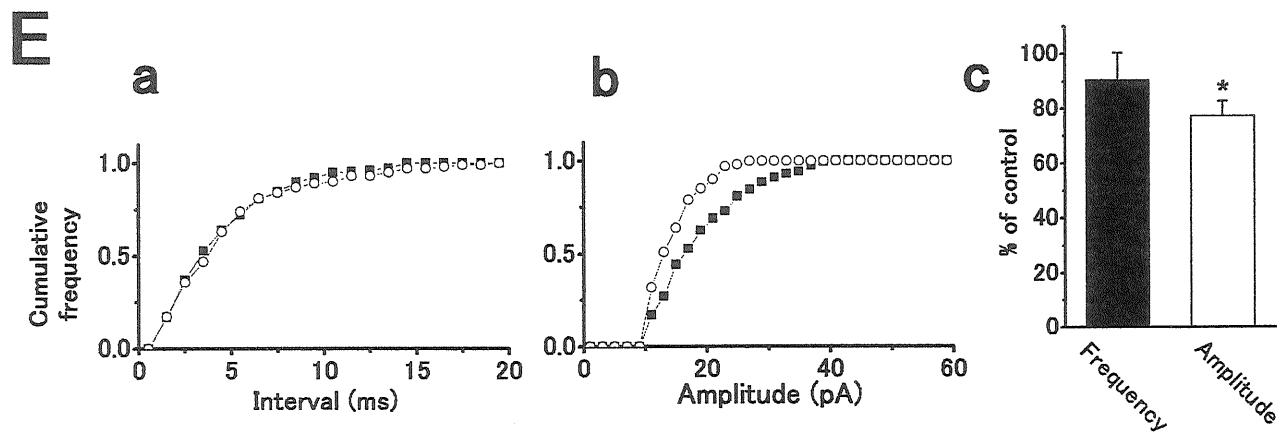 E
a
b
c
Cumulative
frequency
1.0
0.5
0.0
0
5
10
15
20
Interval (ms)
1.0
0.5
0.0
0
20
40
60
Amplitude (pA)
% of control
100
80
60
40
20
0
*
Frequency
Amplitude